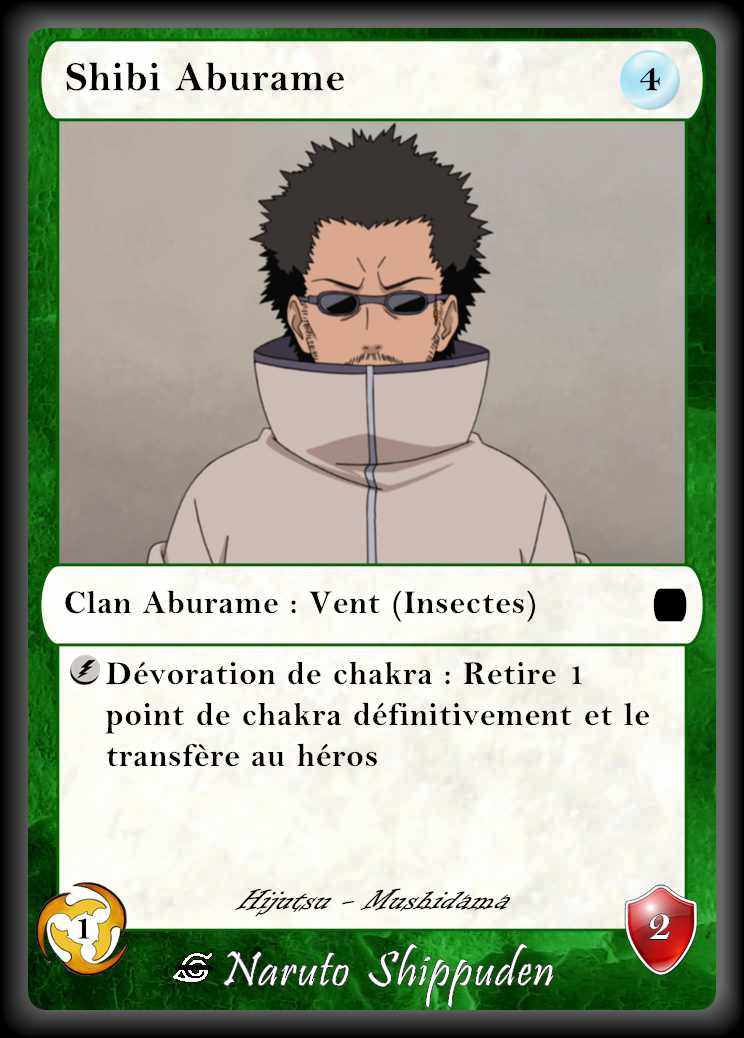 Shibi Aburame
4
Clan Aburame : Vent (Insectes)
Dévoration de chakra : Retire 1
point de chakra définitivement et le
transfère au héros
Hijutsu - Mushidama
1
2
Naruto Shippuden